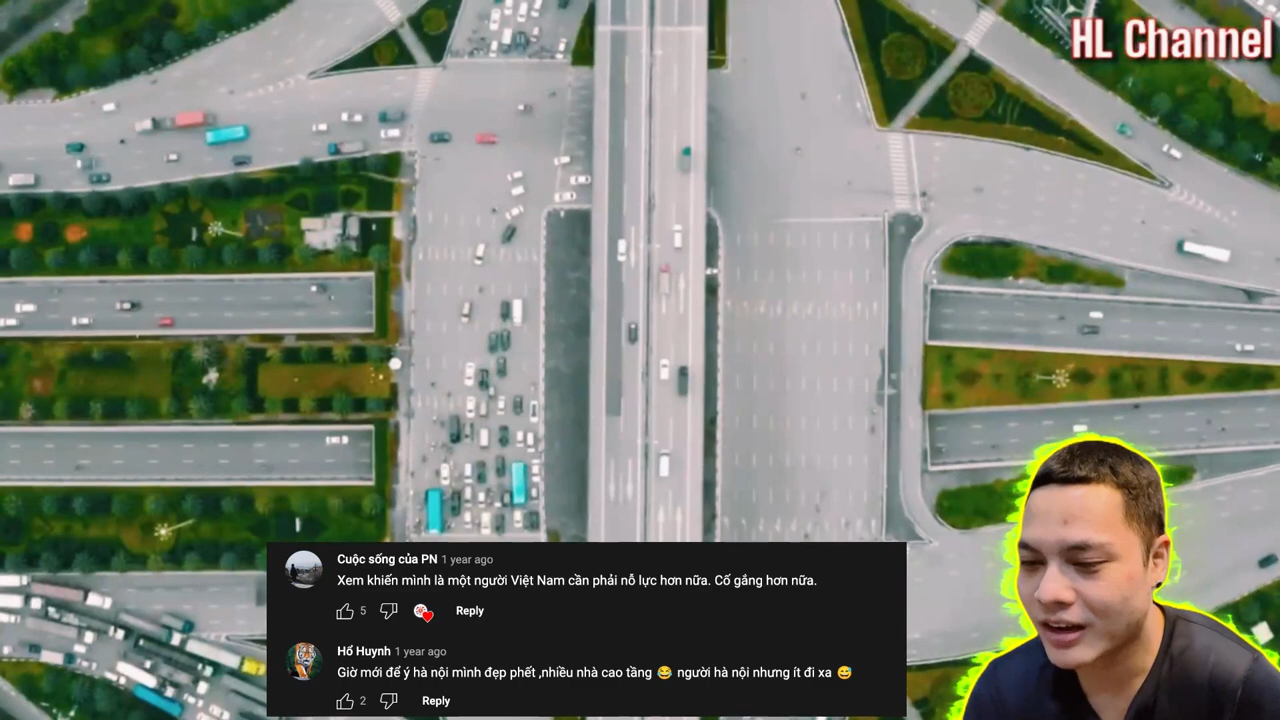 HL Channel
Cuộc sống của PN 1 year ago
Xem khiến mình là một người Việt Nam cần phải nỗ lực hơn nữa. Cố gắng hơn nữa.
5 Reply
Hổ Huynh 1 year ago
Giờ mới để ý hà nội mình đẹp phết ,nhiều nhà cao tầng 😂 người hà nội nhưng ít đi xa 😅
2 Reply